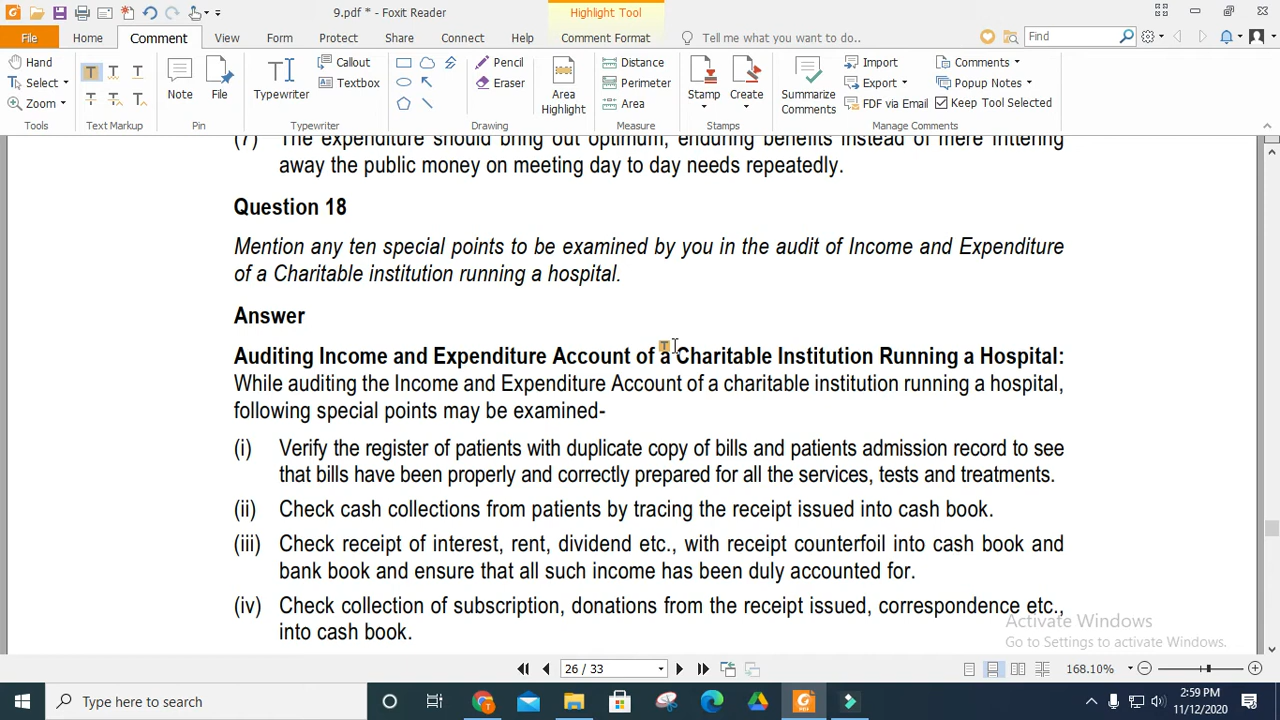 9.pdf * - Foxit Reader
Highlight Tool
File
Home
Comment
View
Form
Protect
Share
Connect
Help
Comment Format
Tell me what you want to do..
Find
Hand
Select
Zoom
Tools
Text Markup
Note
File
Pin
Typewriter
Callout
Textbox
Typewriter
Pencil
Eraser
Drawing
Area
Highlight
Distance
Perimeter
Area
Measure
Stamp
Create
Stamps
Summarize
Comments
Import
Export
FDF via Email
Comments
Popup Notes
Keep Tool Selected
Manage Comments
(7) The expenditure should bring out optimum, enduring benefits instead of mere frittering
away the public money on meeting day to day needs repeatedly.
Question 18
Mention any ten special points to be examined by you in the audit of Income and Expenditure
of a Charitable institution running a hospital.
Answer
Auditing Income and Expenditure Account of a Charitable Institution Running a Hospital:
While auditing the Income and Expenditure Account of a charitable institution running a hospital,
following special points may be examined-
(i) Verify the register of patients with duplicate copy of bills and patients admission record to see
that bills have been properly and correctly prepared for all the services, tests and treatments.
(ii) Check cash collections from patients by tracing the receipt issued into cash book.
(iii) Check receipt of interest, rent, dividend etc., with receipt counterfoil into cash book and
bank book and ensure that all such income has been duly accounted for.
(iv) Check collection of subscription, donations from the receipt issued, correspondence etc.,
into cash book.
Activate Windows
Go to Settings to activate Windows.
26 / 33
168.10%
Type here to search
2:59 PM
11/12/2020